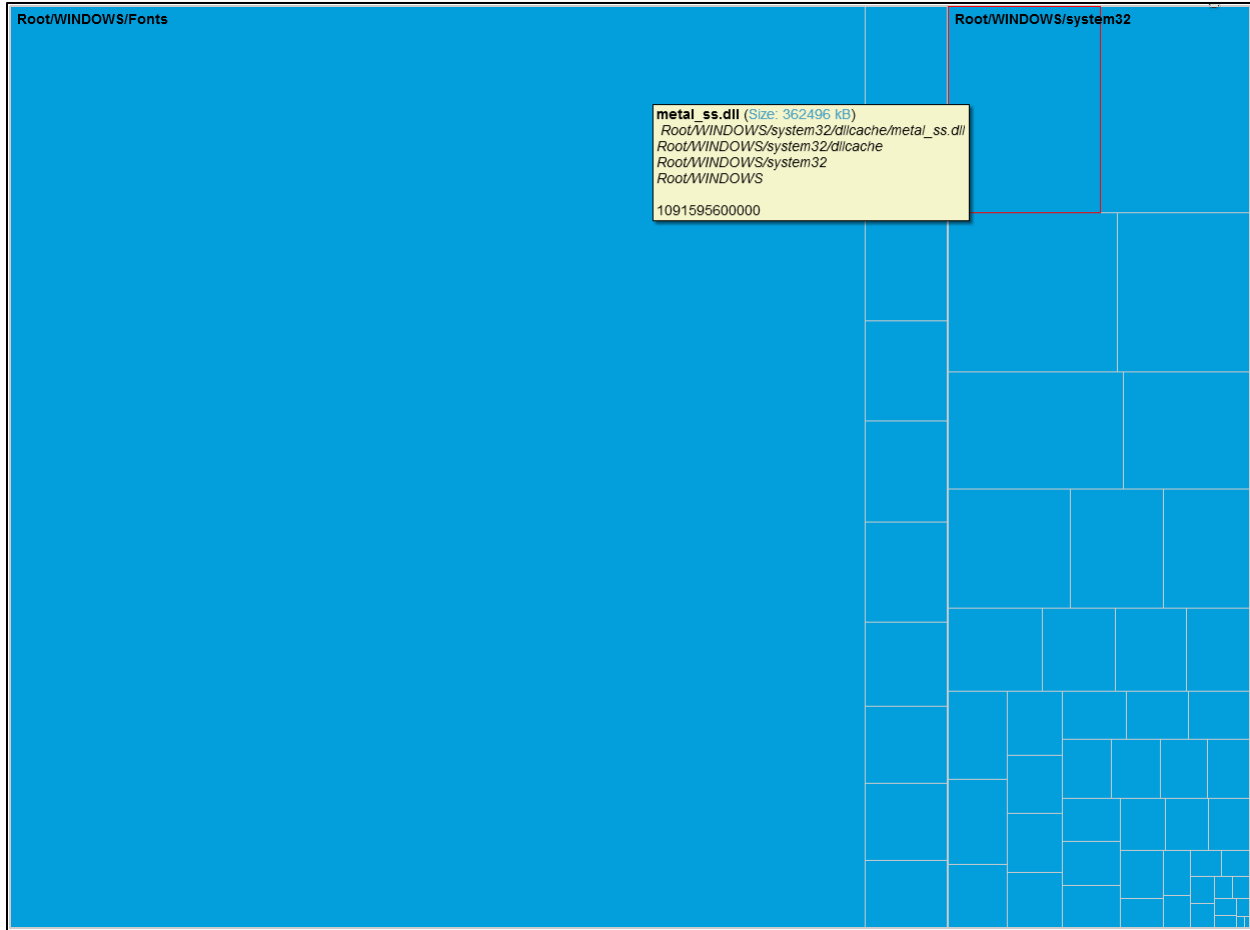 Root/WINDOWS/Fonts
Root/WINDOWS/system32
metal_ss.dll (Size: 362496 kB)
Root/WINDOWS/system32/dllcache/metal_ss.dll
Root/WINDOWS/system32/dllcache
Root/WINDOWS/system32
Root/WINDOWS
1091595600000